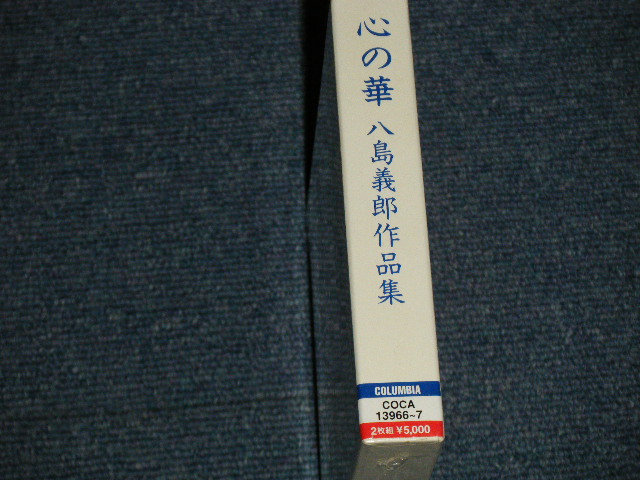 心の華 八島義郎作品集
COLUMBIA
COCA
13966~7
2枚組 ¥5,000